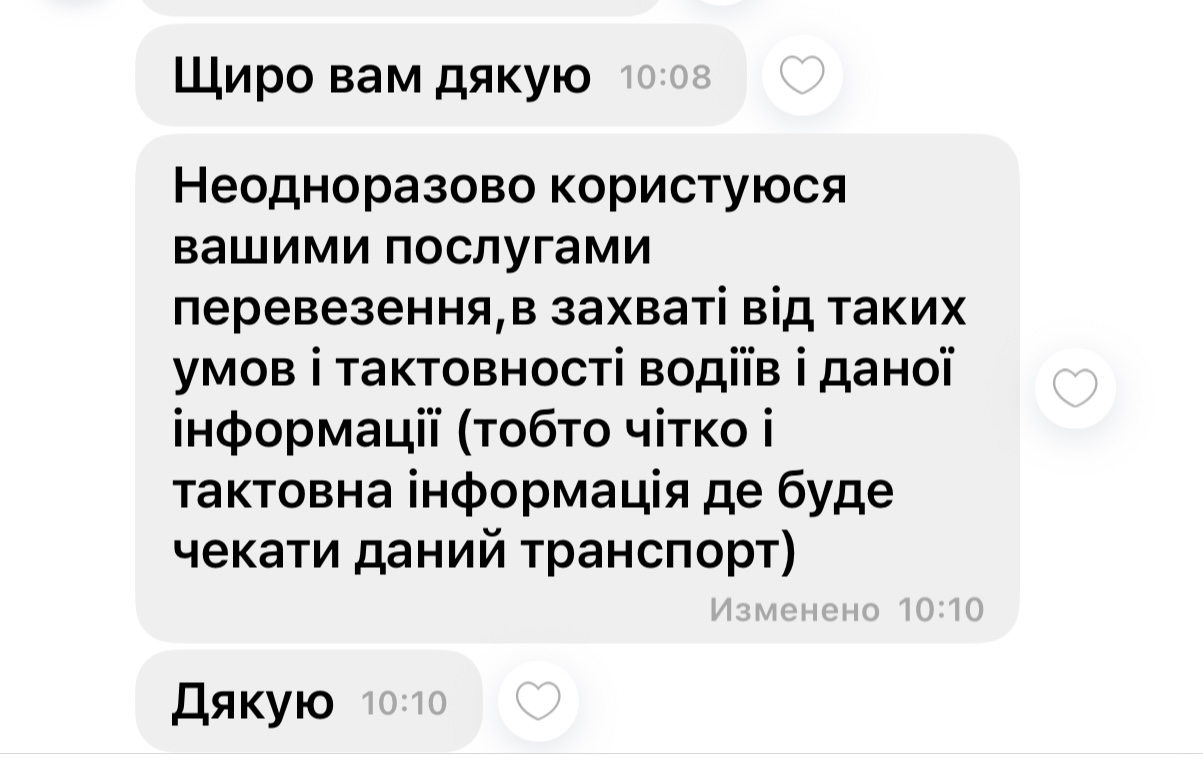 Щиро вам дякую 10:08
Неодноразово користуюся
вашими послугами
перевезення,в захваті від таких
умов і тактовності водіїв і даної
інформації (тобто чітко і
тактовна інформація де буде
чекати даний транспорт)
Изменено 10:10
Дякую 10:10